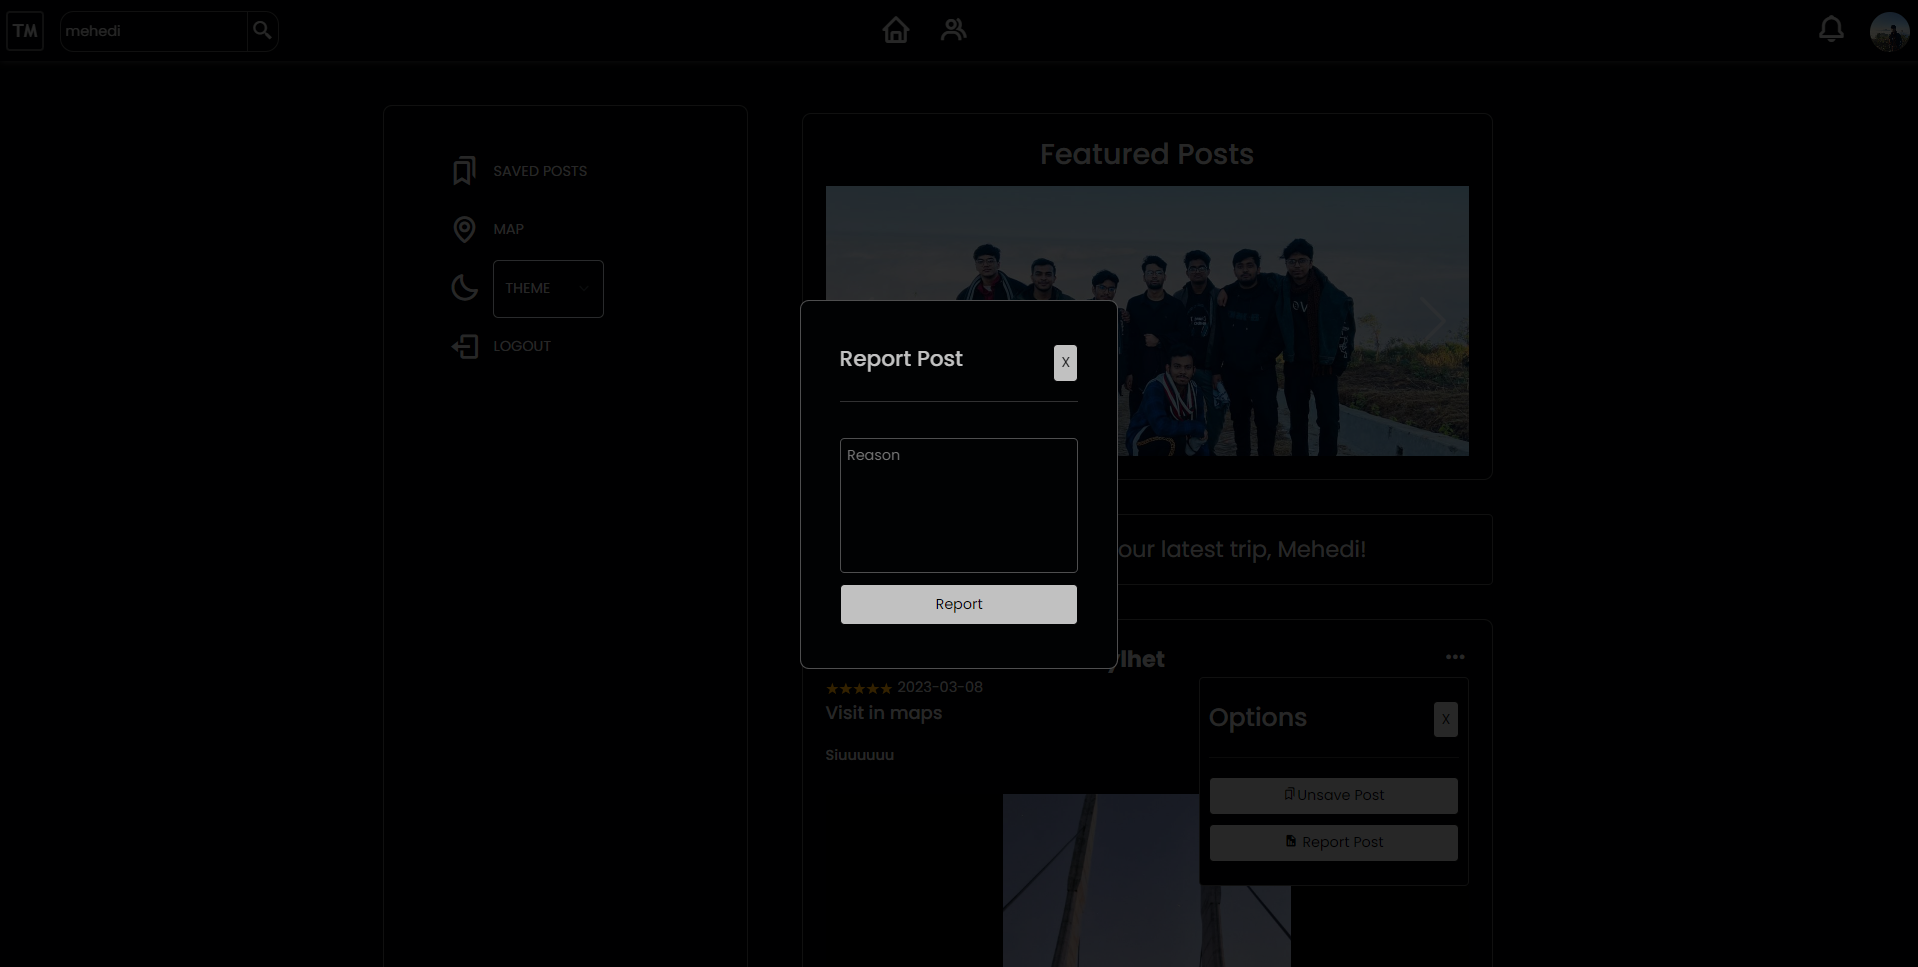 TM
mehedi
SAVED POSTS
MAP
THEME
LOGOUT
Featured Posts
Report Post
X
Reason
Report
our latest trip, Mehedi!
ylhet
•••
★★★★★ 2023-03-08
Visit in maps
Siuuuuuu
Options
X
Unsave Post
Report Post